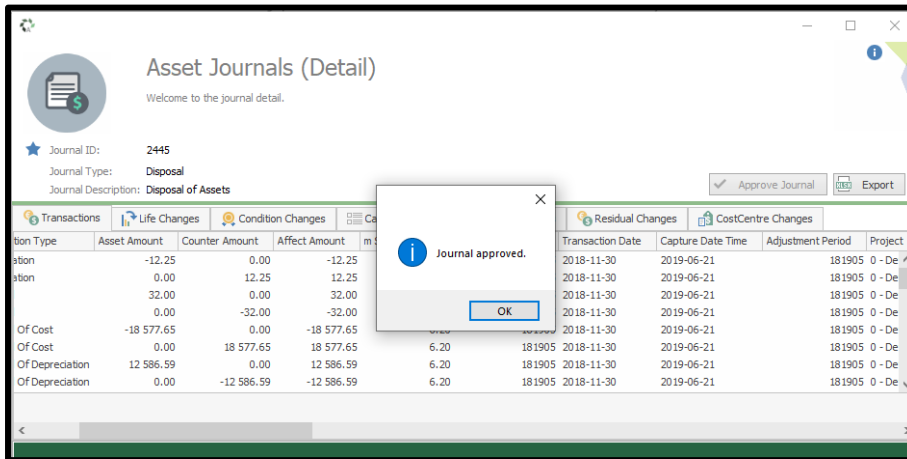 Asset Journals (Detail)
Welcome to the journal detail.
Journal ID: 2445
Journal Type: Disposal
Journal Description: Disposal of Assets
Approve Journal Export
Transactions Life Changes Condition Changes Residual Changes CostCentre Changes
Type Asset Amount Counter Amount Affect Amount Transaction Date Capture Date Time Adjustment Period Project
-12.25 0.00 -12.25 2018-11-30 2019-06-21 181905 0 - De
0.00 12.25 12.25 2018-11-30 2019-06-21 181905 0 - De
32.00 0.00 32.00 2018-11-30 2019-06-21 181905 0 - De
0.00 -32.00 -32.00 2018-11-30 2019-06-21 181905 0 - De
Of Cost -18 577.65 0.00 -18 577.65 2018-11-30 2019-06-21 181905 0 - De
Of Cost 0.00 18 577.65 18 577.65 6.20 181905 2018-11-30 2019-06-21 181905 0 - De
Of Depreciation 12 586.59 0.00 12 586.59 6.20 181905 2018-11-30 2019-06-21 181905 0 - De
Of Depreciation 0.00 -12 586.59 -12 586.59 6.20 181905 2018-11-30 2019-06-21 181905 0 - De
Journal approved.
OK